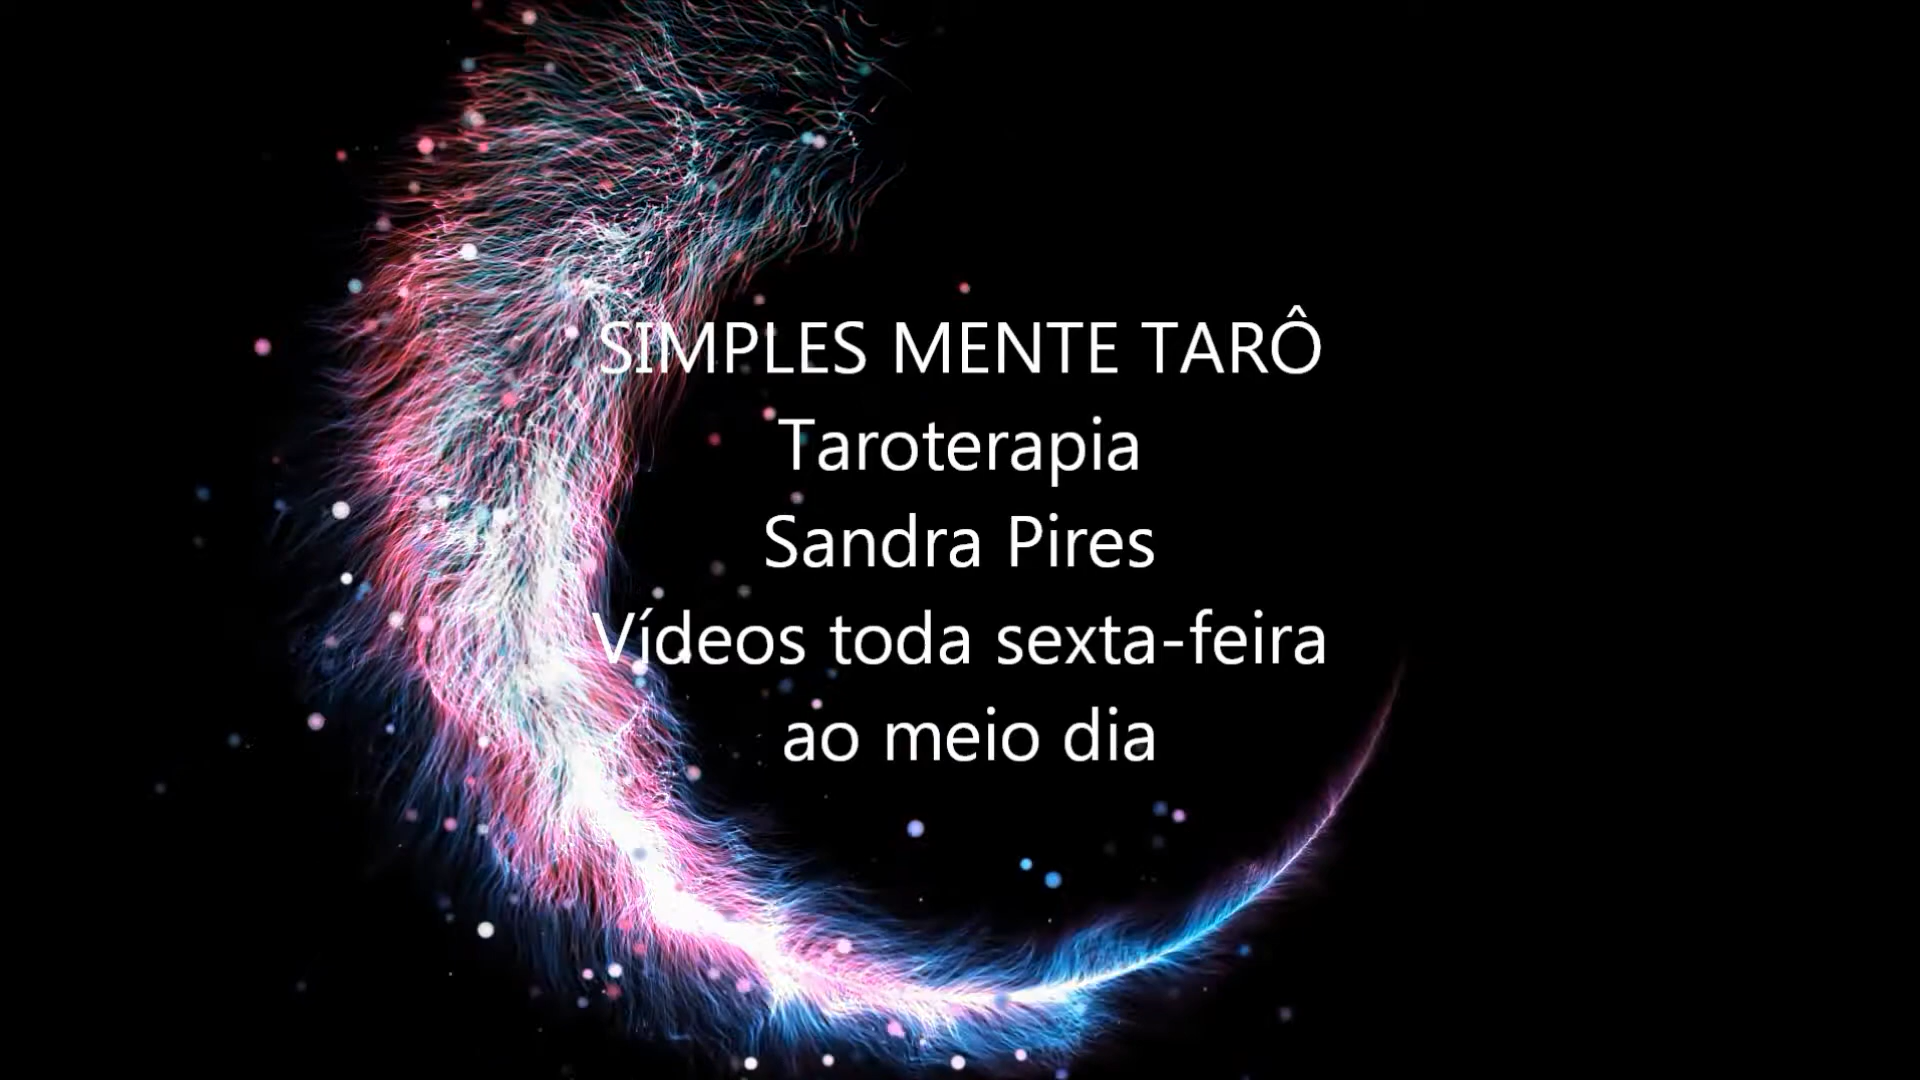 SIMPLES MENTE TARÔ
Taroterapia
Sandra Pires
Vídeos toda sexta-feira
ao meio dia